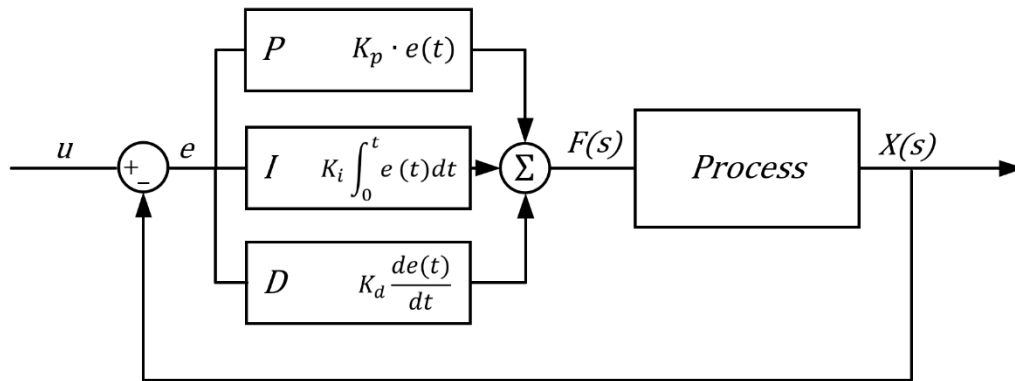 P K_p · e(t)
u
+
−
e
I K_i ∫_0^t e (t)dt
Σ
F(s)
Process
X(s)
D K_d de(t)/dt